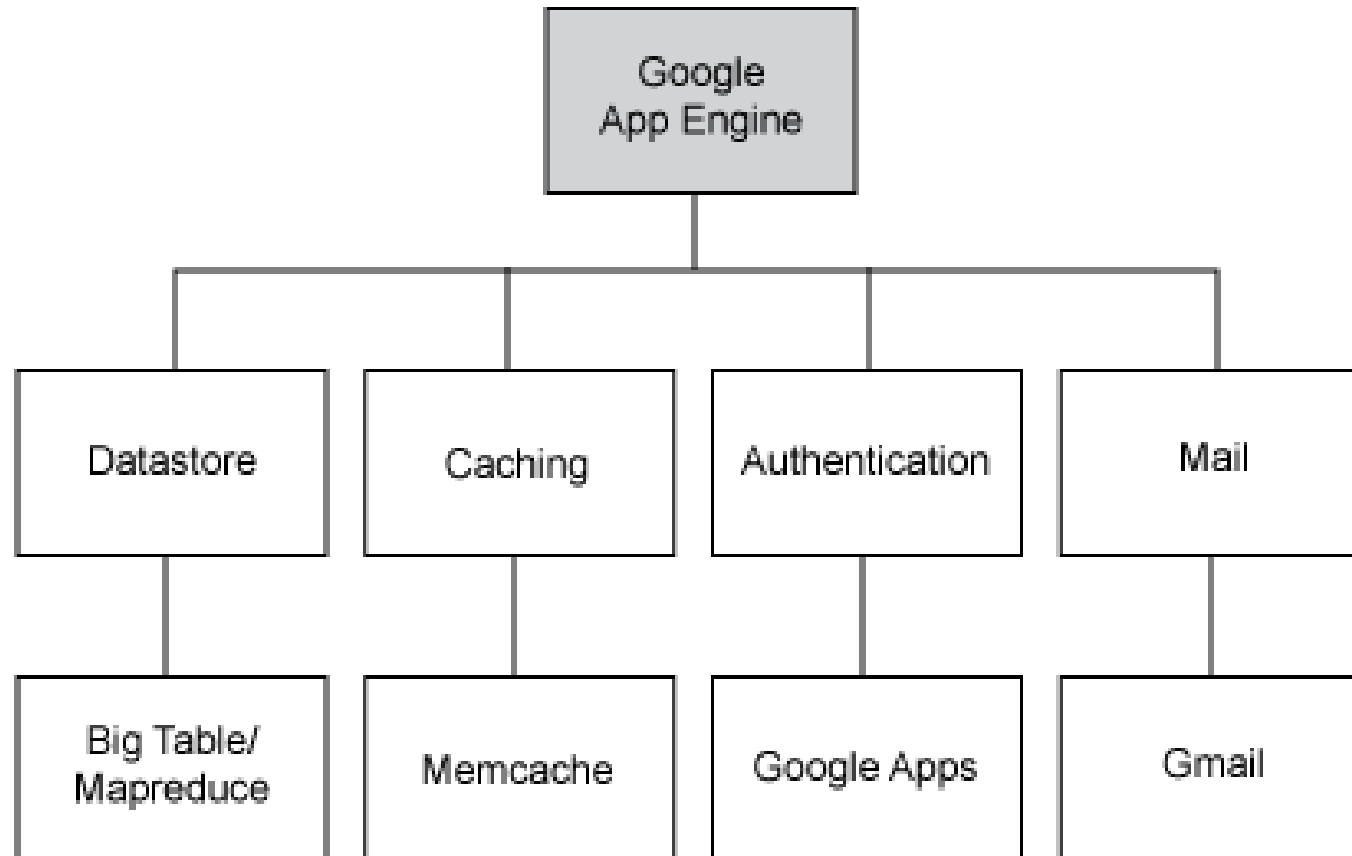 Google
App Engine
Datastore
Caching
Authentication
Mail
Big Table/
Mapreduce
Memcache
Google Apps
Gmail